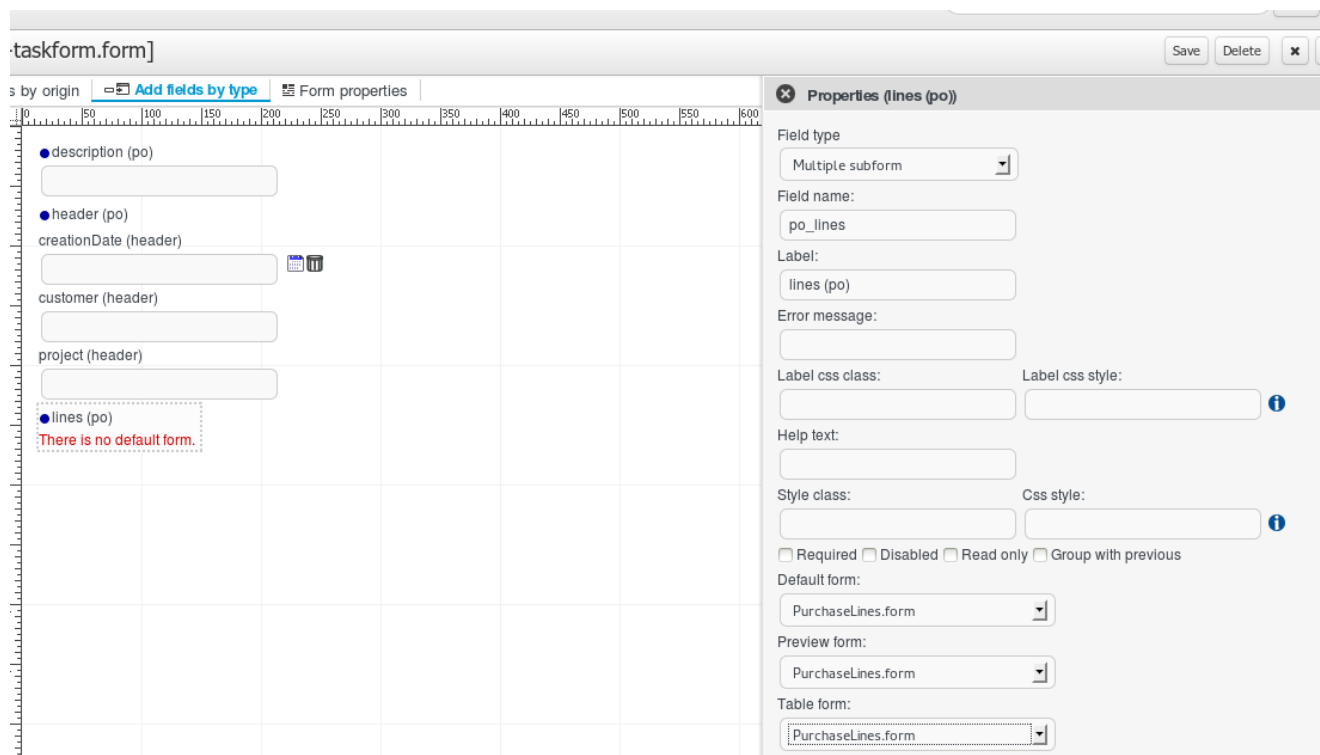 -taskform.form]
Save
Delete
s by origin
Add fields by type
Form properties
0 50 100 150 200 250 300 350 400 450 500 550 600
description (po)
header (po)
creationDate (header)
customer (header)
project (header)
lines (po)
There is no default form.
Properties (lines (po))
Field type
Multiple subform
Field name:
po_lines
Label:
lines (po)
Error message:
Label css class:
Label css style:
Help text:
Style class:
Css style:
Required Disabled Read only Group with previous
Default form:
PurchaseLines.form
Preview form:
PurchaseLines.form
Table form:
PurchaseLines.form